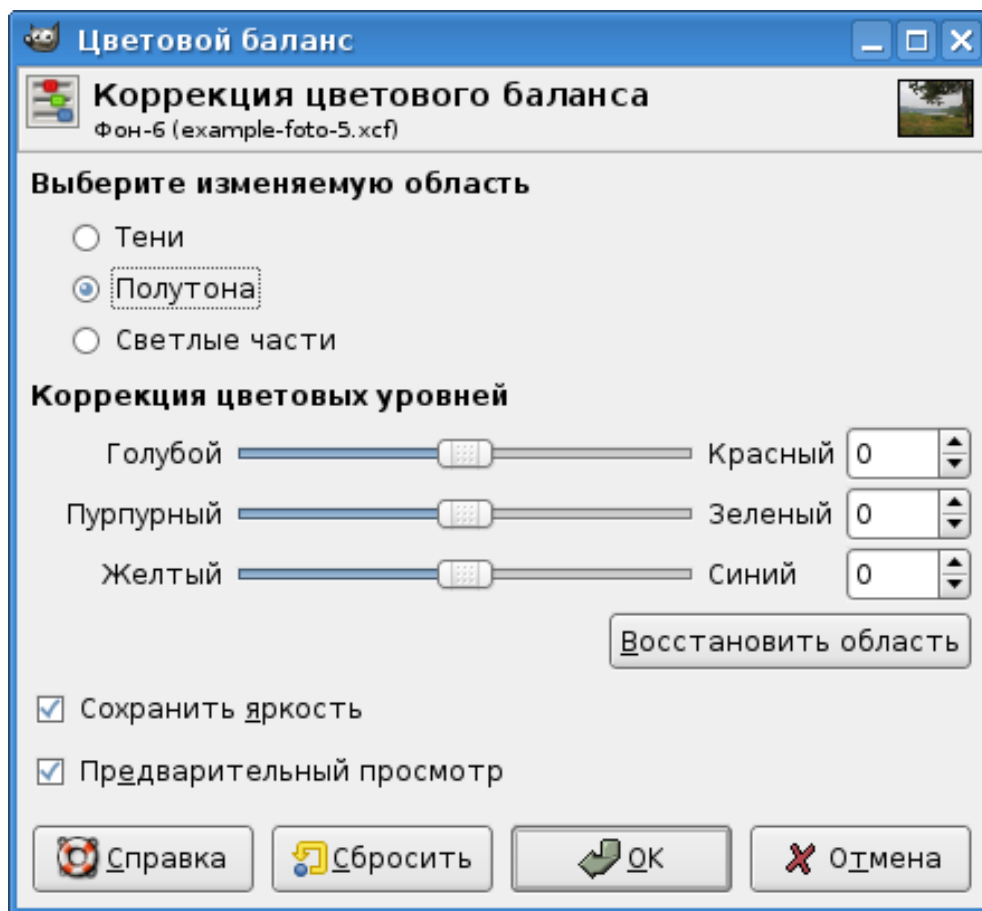 Цветовой баланс
Коррекция цветового баланса
Фон-6 (example-foto-5.xcf)
Выберите изменяемую область
Тени
Полутона
Светлые части
Коррекция цветовых уровней
Голубой Красный 0
Пурпурный Зеленый 0
Желтый Синий 0
Восстановить область
Сохранить яркость
Предварительный просмотр
Справка Сбросить OK Отмена